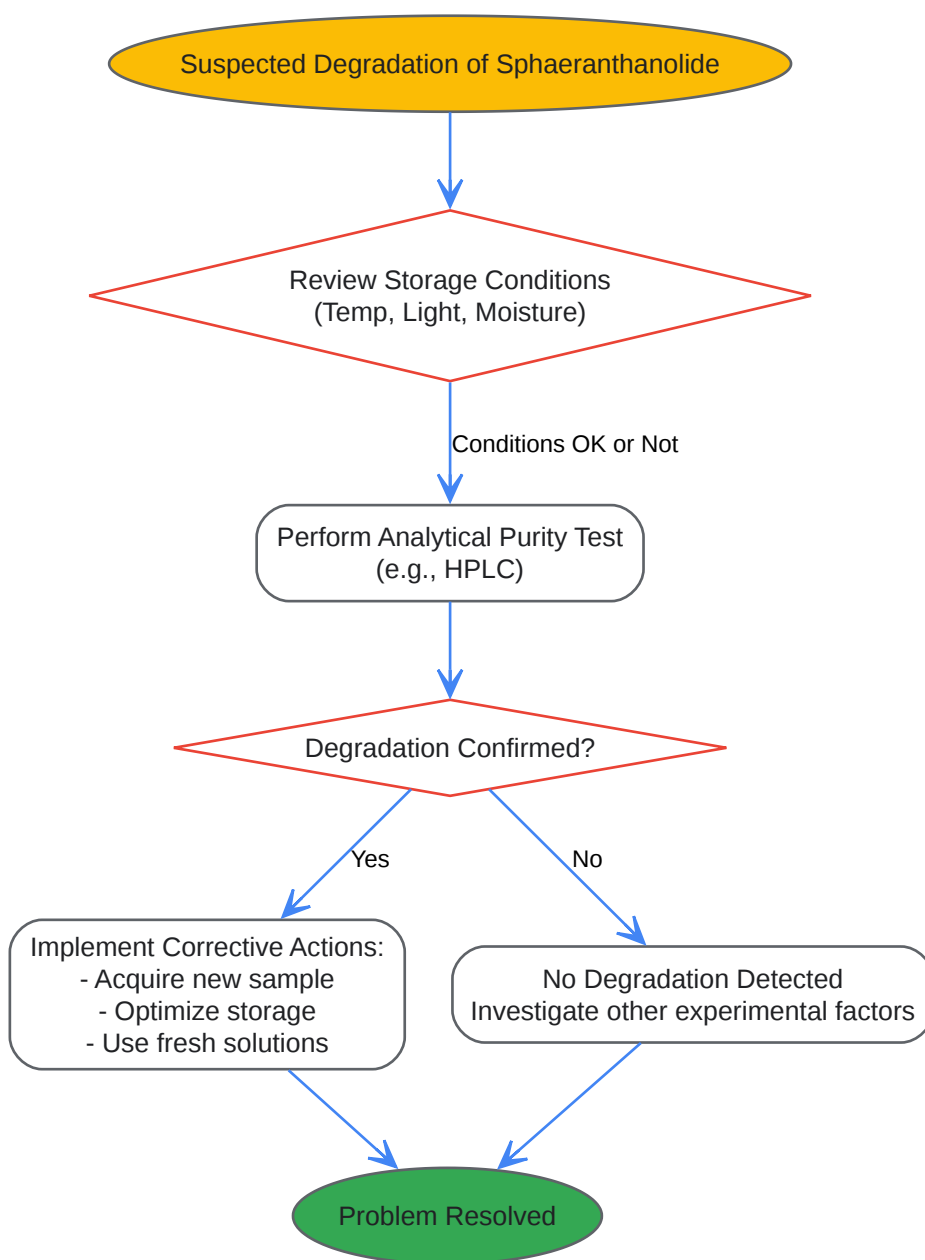 Suspected Degradation of Sphaeranthanolide
Review Storage Conditions
(Temp, Light, Moisture)
Conditions OK or Not
Perform Analytical Purity Test
(e.g., HPLC)
Degradation Confirmed?
Yes
No
Implement Corrective Actions:
- Acquire new sample
- Optimize storage
- Use fresh solutions
No Degradation Detected
Investigate other experimental factors
Problem Resolved